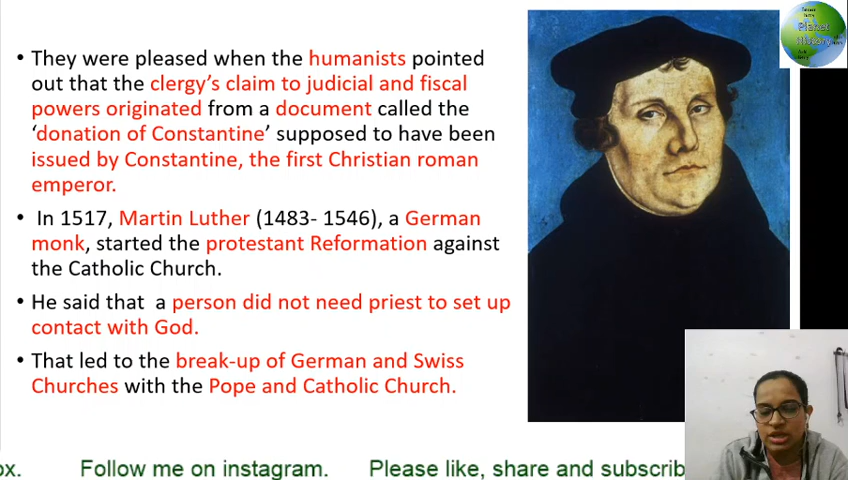 • They were pleased when the humanists pointed
out that the clergy's claim to judicial and fiscal
powers originated from a document called the
'donation of Constantine' supposed to have been
issued by Constantine, the first Christian roman
emperor.
• In 1517, Martin Luther (1483- 1546), a German
monk, started the protestant Reformation against
the Catholic Church.
• He said that a person did not need priest to set up
contact with God.
• That led to the break-up of German and Swiss
Churches with the Pope and Catholic Church.
Planet
History
ox. Follow me on instagram. Please like, share and subscrib